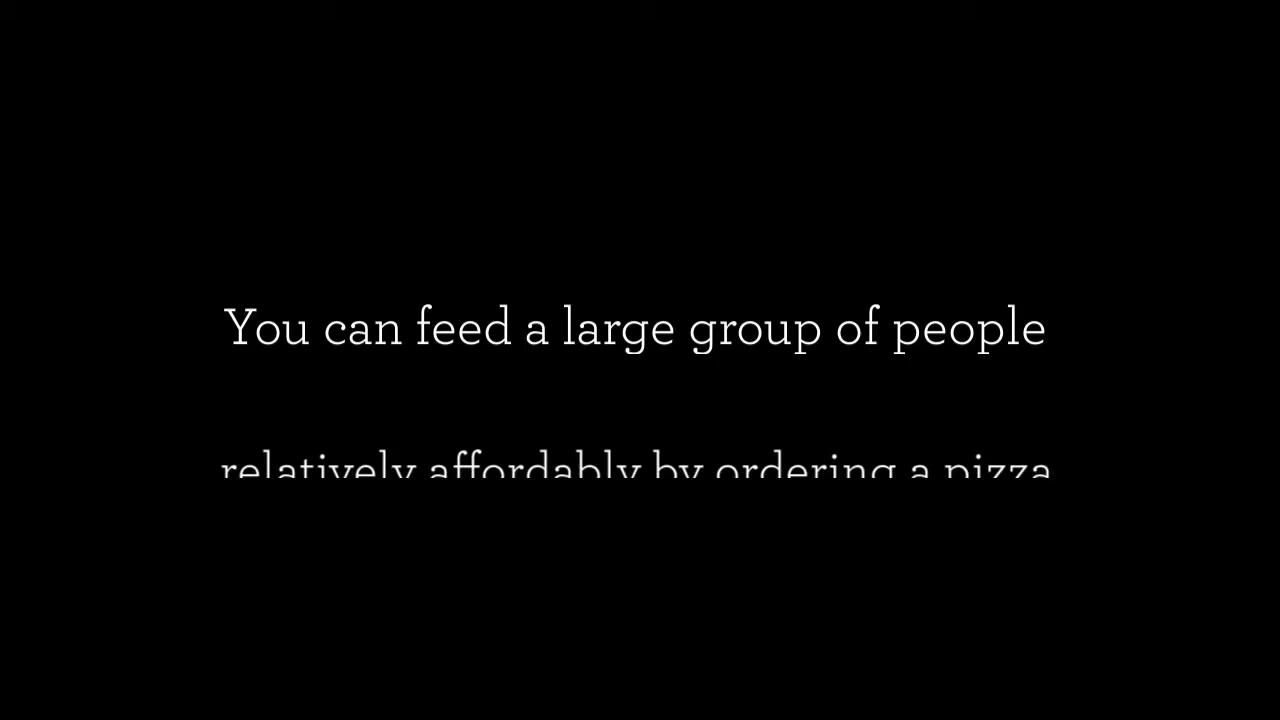 You can feed a large group of people
relatively affordably by ordering a pizza